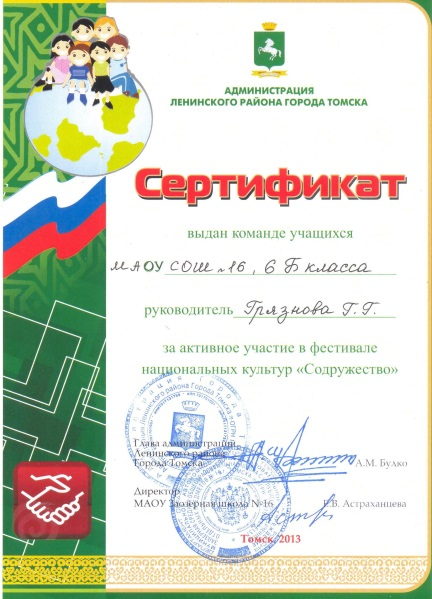 АДМИНИСТРАЦИЯ
ЛЕНИНСКОГО РАЙОНА ГОРОДА ТОМСКА
Сертификат
выдан команде учащихся
МАОУ СОШ №16, 6 Б класса
руководитель Грязнова Г.Г.
за активное участие в фестивале
национальных культур «Содружество»
Глава администрации
Ленинского района
Города Томска
А.М. Будко
Директор
МАОУ Заозерная школа №16
Е.В. Астраханцева
Томск, 2013